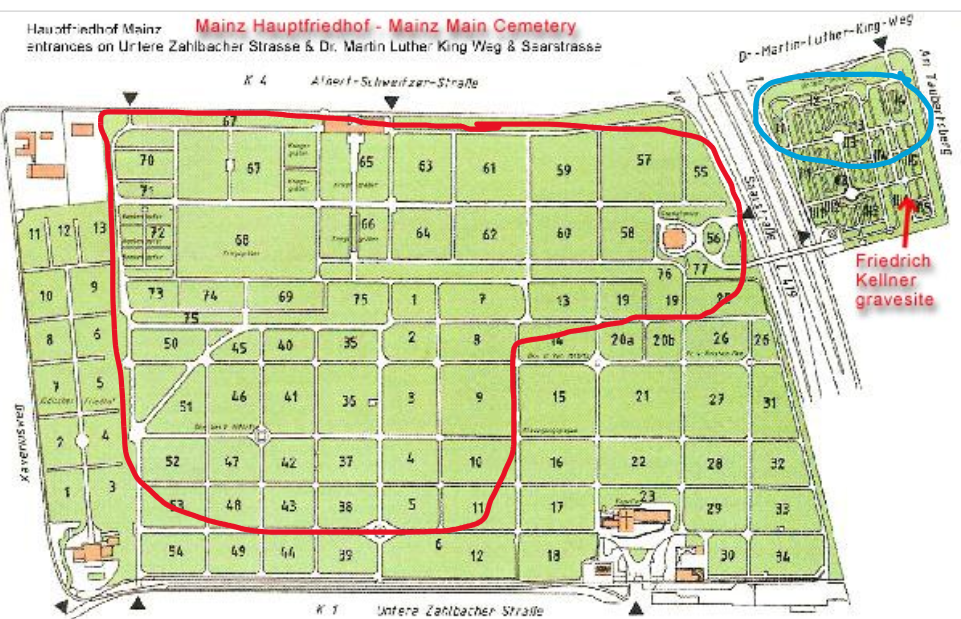 Hauptfriedhof Mainz
Mainz Hauptfriedhof - Mainz Main Cemetery
entrances on Untere Zahlbacher Strasse & Dr. Martin Luther King Weg & Saarstrasse
Dr.-Martin-Luther-King-Weg
K 4 Albert-Schweitzer-Straße
Am Taubertsberg
67
70 67 65 63 61 59 57 55
71
Saarstraße
11 12 13 72 68 66 64 62 60 58 56
Friedrich
Kellner
gravesite
76 77
L 419
10 9 73 74 69 75 1 7 13 19 19
75
8 6 50 45 40 35 2 8 14 20a 20b 26 26
7 5 51 46 41 36 3 9 15 21 27 31
Xaveriusweg
2 4 52 47 42 37 4 10 16 22 28 32
1 3 53 48 43 38 5 11 17 23 29 33
54 49 44 39 6 12 18 30 34
K 1 Untere Zahlbacher Straße